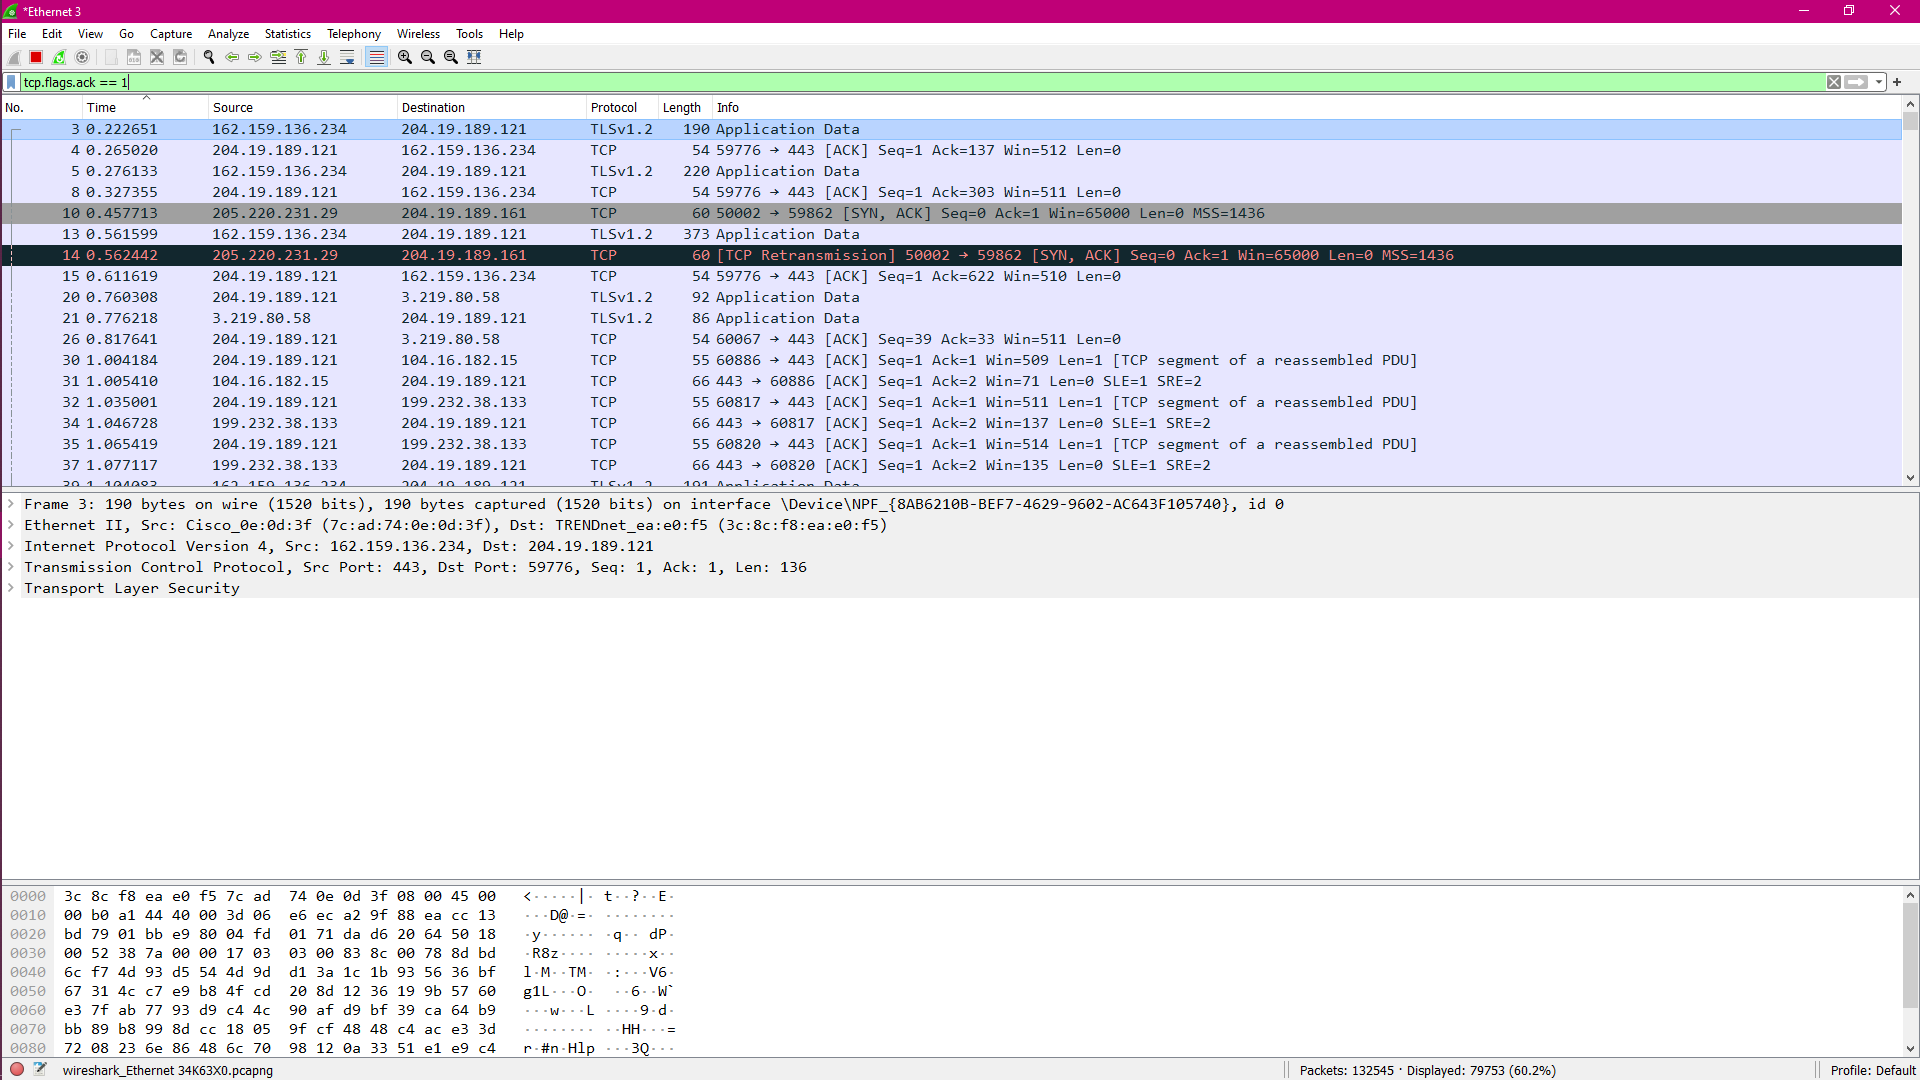 *Ethernet 3
File Edit View Go Capture Analyze Statistics Telephony Wireless Tools Help
tcp.flags.ack == 1
No. Time Source Destination Protocol Length Info
3 0.222651 162.159.136.234 204.19.189.121 TLSv1.2 190 Application Data
4 0.265020 204.19.189.121 162.159.136.234 TCP 54 59776 → 443 [ACK] Seq=1 Ack=137 Win=512 Len=0
5 0.276133 162.159.136.234 204.19.189.121 TLSv1.2 220 Application Data
8 0.327355 204.19.189.121 162.159.136.234 TCP 54 59776 → 443 [ACK] Seq=1 Ack=303 Win=511 Len=0
10 0.457713 205.220.231.29 204.19.189.161 TCP 60 50002 → 59862 [SYN, ACK] Seq=0 Ack=1 Win=65000 Len=0 MSS=1436
13 0.561599 162.159.136.234 204.19.189.121 TLSv1.2 373 Application Data
14 0.562442 205.220.231.29 204.19.189.161 TCP 60 [TCP Retransmission] 50002 → 59862 [SYN, ACK] Seq=0 Ack=1 Win=65000 Len=0 MSS=1436
15 0.611619 204.19.189.121 162.159.136.234 TCP 54 59776 → 443 [ACK] Seq=1 Ack=622 Win=510 Len=0
20 0.760308 204.19.189.121 3.219.80.58 TLSv1.2 92 Application Data
21 0.776218 3.219.80.58 204.19.189.121 TLSv1.2 86 Application Data
26 0.817641 204.19.189.121 3.219.80.58 TCP 54 60067 → 443 [ACK] Seq=39 Ack=33 Win=511 Len=0
30 1.004184 204.19.189.121 104.16.182.15 TCP 55 60886 → 443 [ACK] Seq=1 Ack=1 Win=509 Len=1 [TCP segment of a reassembled PDU]
31 1.005410 104.16.182.15 204.19.189.121 TCP 66 443 → 60886 [ACK] Seq=1 Ack=2 Win=71 Len=0 SLE=1 SRE=2
32 1.035001 204.19.189.121 199.232.38.133 TCP 55 60817 → 443 [ACK] Seq=1 Ack=1 Win=511 Len=1 [TCP segment of a reassembled PDU]
34 1.046728 199.232.38.133 204.19.189.121 TCP 66 443 → 60817 [ACK] Seq=1 Ack=2 Win=137 Len=0 SLE=1 SRE=2
35 1.065419 204.19.189.121 199.232.38.133 TCP 55 60820 → 443 [ACK] Seq=1 Ack=1 Win=514 Len=1 [TCP segment of a reassembled PDU]
37 1.077117 199.232.38.133 204.19.189.121 TCP 66 443 → 60820 [ACK] Seq=1 Ack=2 Win=135 Len=0 SLE=1 SRE=2
Frame 3: 190 bytes on wire (1520 bits), 190 bytes captured (1520 bits) on interface \Device\NPF_{8AB6210B-BEF7-4629-9602-AC643F105740}, id 0
Ethernet II, Src: Cisco_0e:0d:3f (7c:ad:74:0e:0d:3f), Dst: TRENDnet_ea:e0:f5 (3c:8c:f8:ea:e0:f5)
Internet Protocol Version 4, Src: 162.159.136.234, Dst: 204.19.189.121
Transmission Control Protocol, Src Port: 443, Dst Port: 59776, Seq: 1, Ack: 1, Len: 136
Transport Layer Security
0000 3c 8c f8 ea e0 f5 7c ad 74 0e 0d 3f 08 00 45 00 <·····|· t··?··E·
0010 00 b0 a1 44 40 00 3d 06 e6 ec a2 9f 88 ea cc 13 ···D@·=· ········
0020 bd 79 01 bb e9 80 04 fd 01 71 da d6 20 64 50 18 ·y······ ·q·· dP·
0030 00 52 38 7a 00 00 17 03 03 00 83 8c 00 78 8d bd ·R8z···· ·····x··
0040 6c f7 4d 93 d5 54 4d 9d d1 3a 1c 1b 93 56 36 bf l·M··TM· ·:···V6·
0050 67 31 4c c7 e9 b8 4f cd 20 8d 12 36 19 9b 57 60 g1L···O·  ··6··W`
0060 e3 7f ab 77 93 d9 c4 4c 90 af d9 bf 39 ca 64 b9 ···w···L ····9·d·
0070 bb 89 b8 99 8d cc 18 05 9f cf 48 48 c4 ac e3 3d ········ ··HH···=
0080 72 08 23 6e 86 48 6c 70 98 12 0a 33 51 e1 e9 c4 r·#n·Hlp ···3Q···
wireshark_Ethernet 34K63X0.pcapng Packets: 132545 · Displayed: 79753 (60.2%) Profile: Default